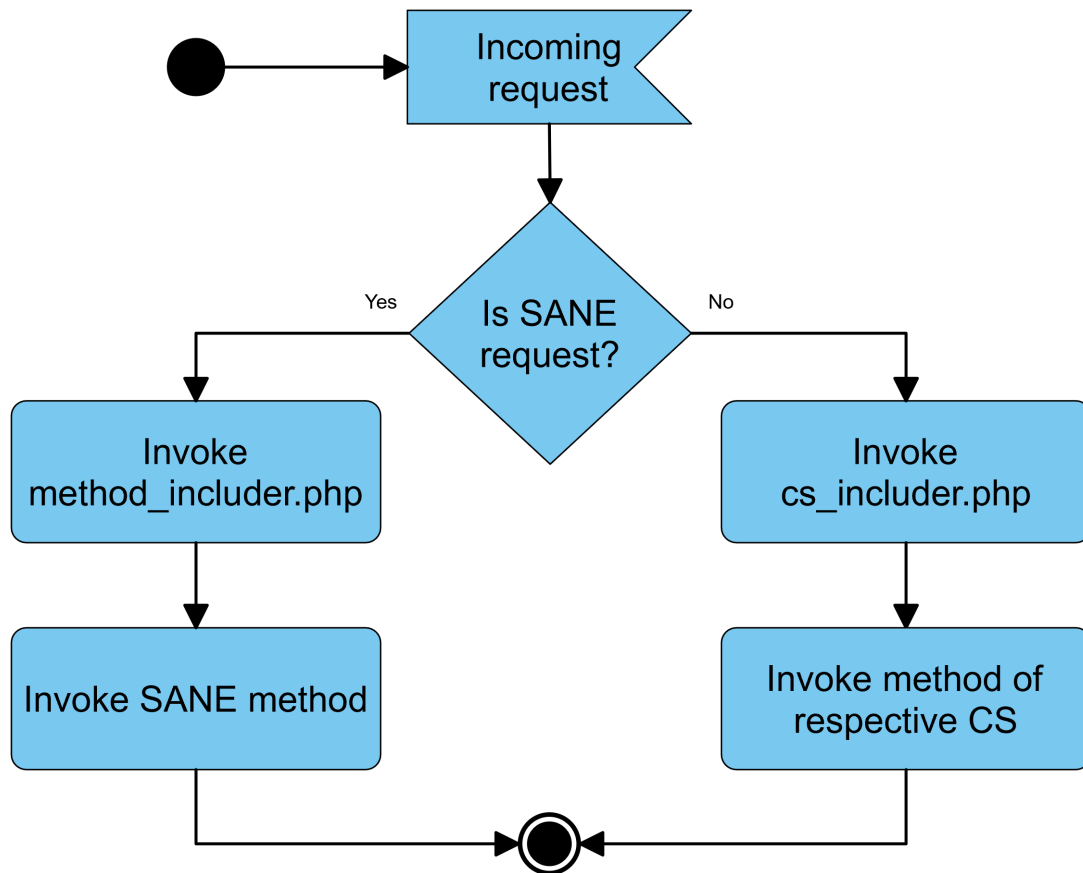 Incoming
request
Yes
No
Is SANE
request?
Invoke
method_includer.php
Invoke
cs_includer.php
Invoke SANE method
Invoke method of
respective CS